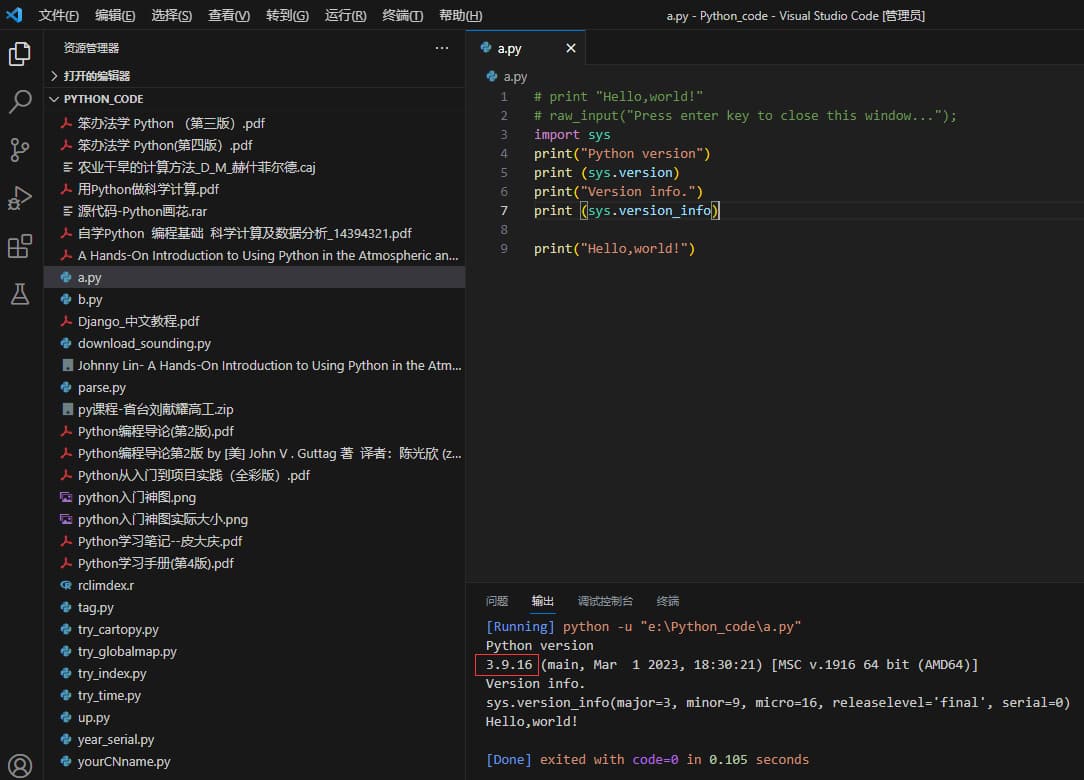 文件(F) 编辑(E) 选择(S) 查看(V) 转到(G) 运行(R) 终端(T) 帮助(H) a.py - Python_code - Visual Studio Code [管理员]
资源管理器 ···
打开的编辑器
PYTHON_CODE
笨办法学 Python （第三版）.pdf
笨办法学 Python(第四版）.pdf
农业干旱的计算方法_D_M_赫什菲尔德.caj
用Python做科学计算.pdf
源代码-Python画花.rar
自学Python 编程基础 科学计算及数据分析_14394321.pdf
A Hands-On Introduction to Using Python in the Atmospheric an...
a.py
b.py
Django_中文教程.pdf
download_sounding.py
Johnny Lin- A Hands-On Introduction to Using Python in the Atm...
parse.py
py课程-省台刘献耀高工.zip
Python编程导论(第2版).pdf
Python编程导论第2版 by [美] John V . Guttag 著 译者：陈光欣 (z...
Python从入门到项目实践（全彩版）.pdf
python入门神图.png
python入门神图实际大小.png
Python学习笔记--皮大庆.pdf
Python学习手册(第4版).pdf
rclimdex.r
tag.py
try_cartopy.py
try_globalmap.py
try_index.py
try_time.py
up.py
year_serial.py
yourCNname.py
a.py
a.py
1 # print "Hello,world!"
2 # raw_input("Press enter key to close this window...");
3 import sys
4 print("Python version")
5 print (sys.version)
6 print("Version info.")
7 print (sys.version_info)
8
9 print("Hello,world!")
问题 输出 调试控制台 终端
[Running] python -u "e:\Python_code\a.py"
Python version
3.9.16 (main, Mar  1 2023, 18:30:21) [MSC v.1916 64 bit (AMD64)]
Version info.
sys.version_info(major=3, minor=9, micro=16, releaselevel='final', serial=0)
Hello,world!
[Done] exited with code=0 in 0.105 seconds